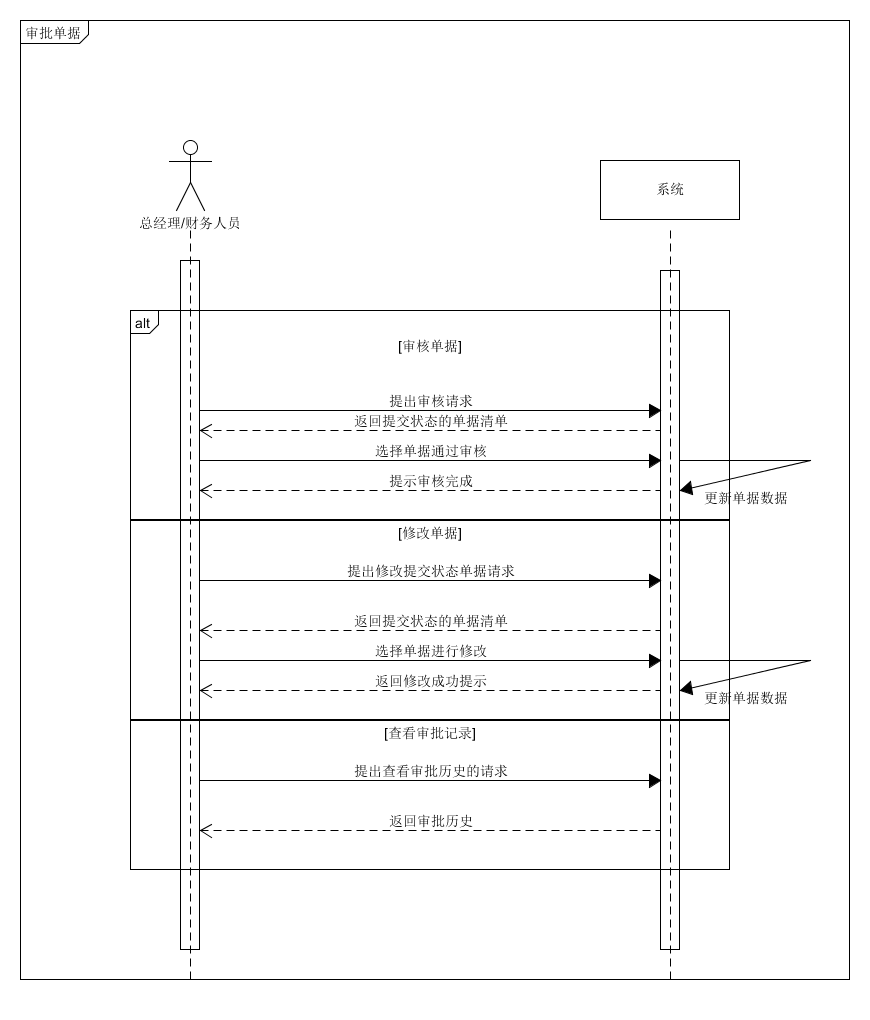 审批单据
系统
总经理/财务人员
alt
[审核单据]
提出审核请求
返回提交状态的单据清单
选择单据通过审核
提示审核完成
更新单据数据
[修改单据]
提出修改提交状态单据请求
返回提交状态的单据清单
选择单据进行修改
返回修改成功提示
更新单据数据
[查看审批记录]
提出查看审批历史的请求
返回审批历史